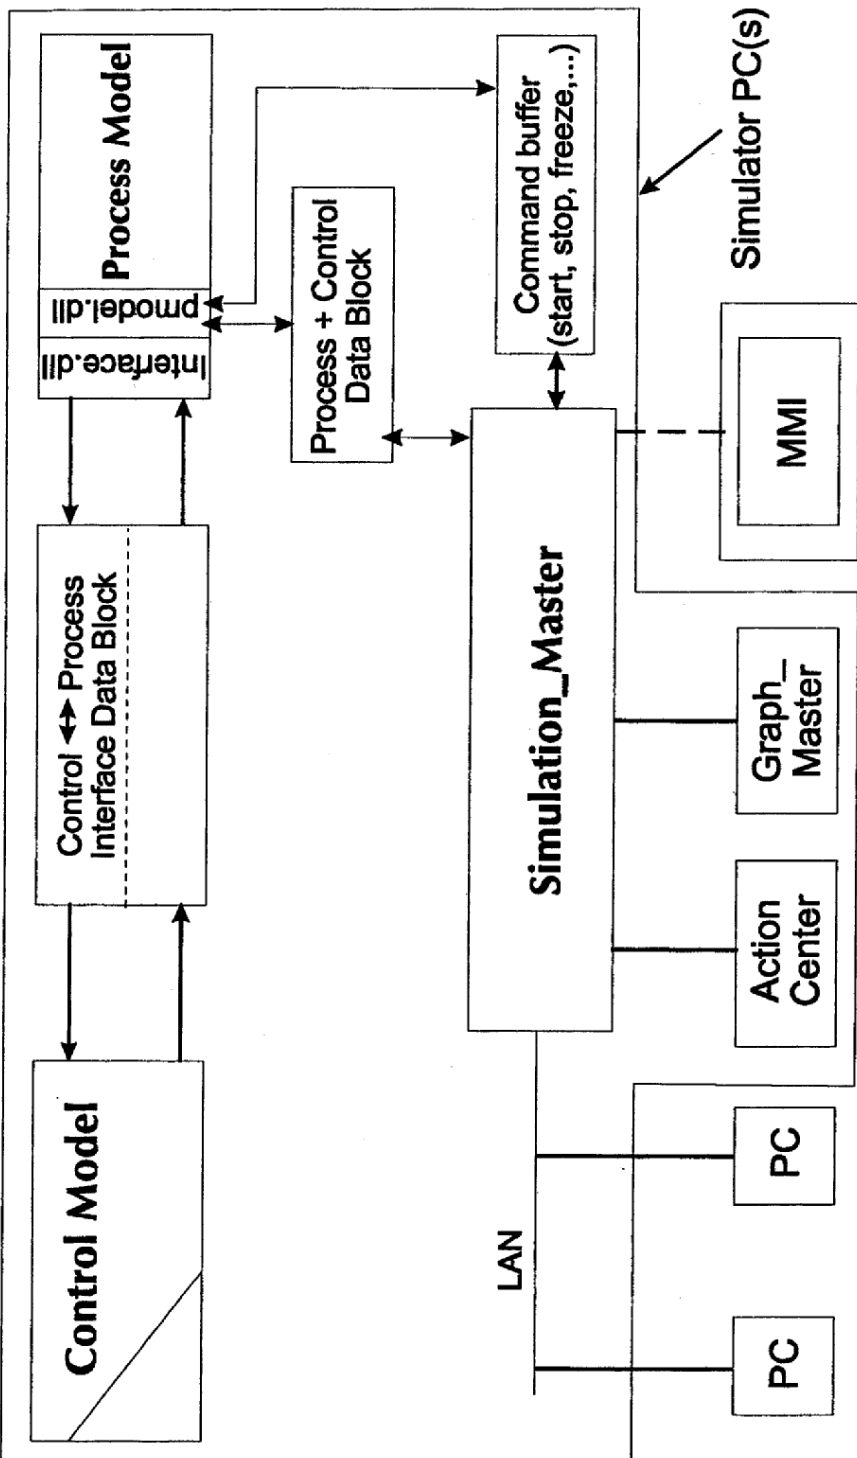 Control Model
Control ↔ Process
Interface Data Block
Interface.dll
pmodel.dll
Process Model
Process + Control
Data Block
Command buffer
(start, stop, freeze,...)
Simulation_Master
LAN
PC
PC
Action
Center
Graph_
Master
MMI
Simulator PC(s)